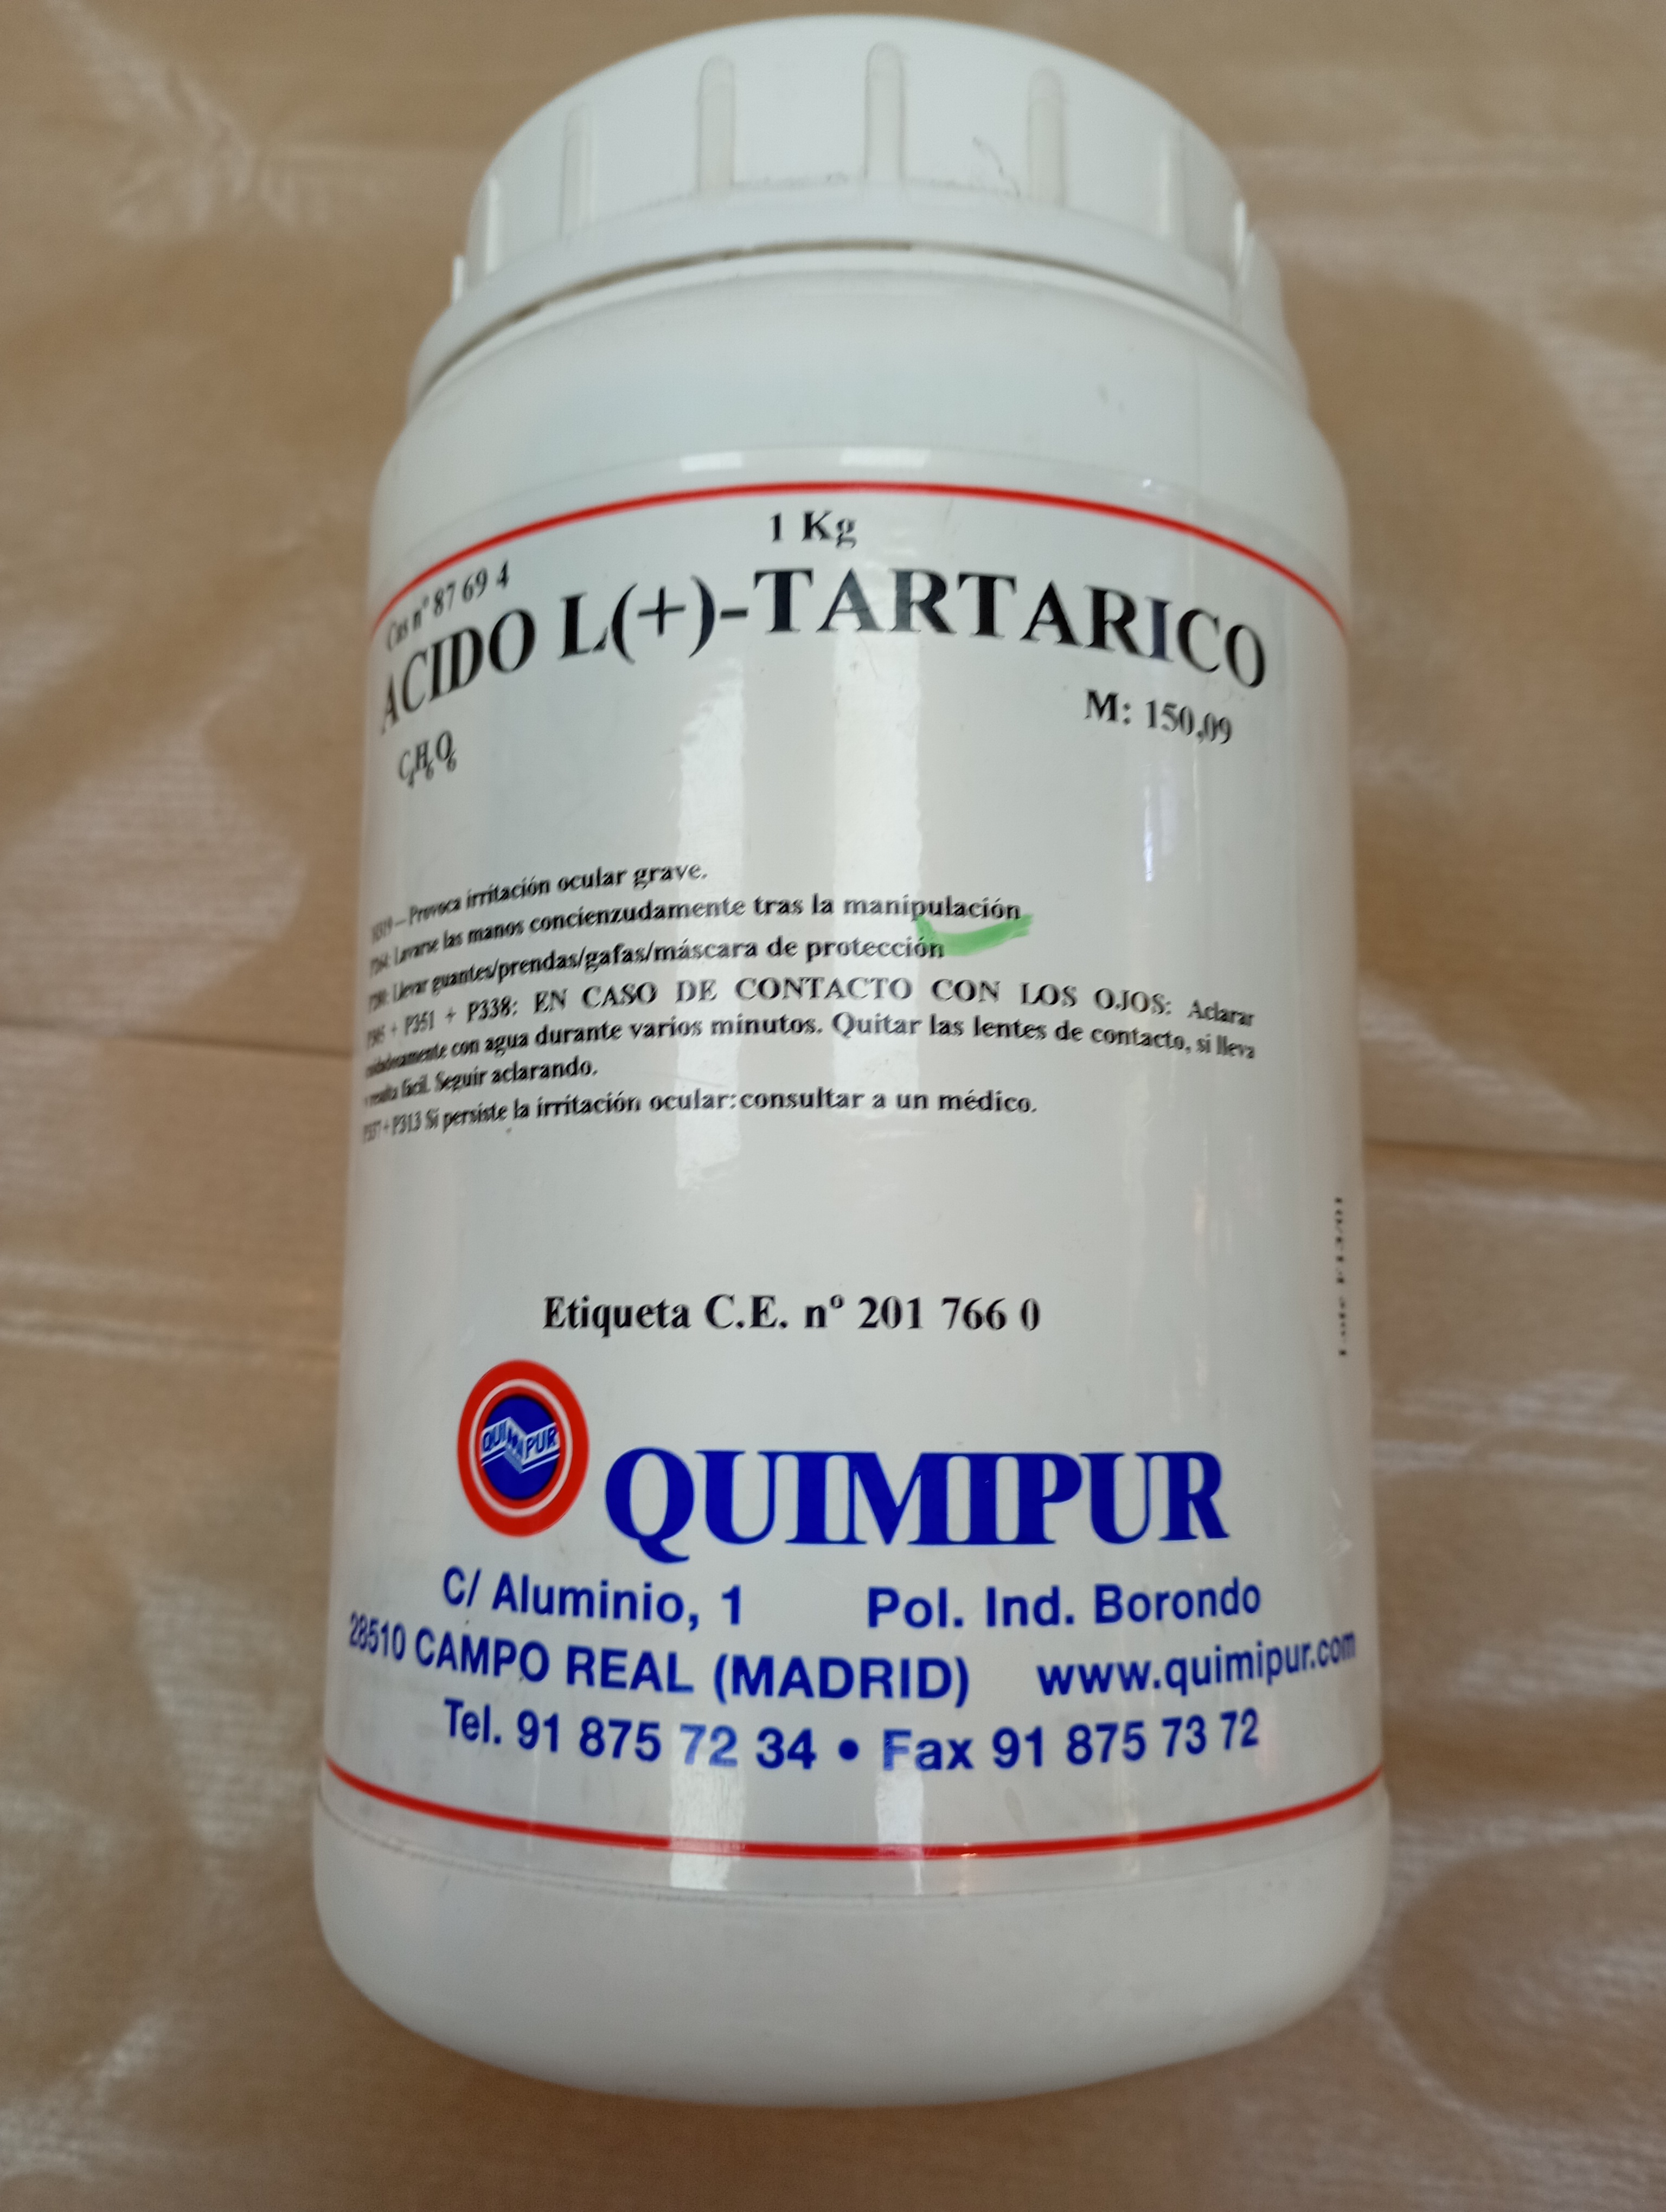 1 Kg
Cas nº 87 69 4
ACIDO L(+)-TARTARICO
C4H6O6
M: 150,09
H319 – Provoca irritación ocular grave.
P264: Lavarse las manos concienzudamente tras la manipulación
P280: Llevar guantes/prendas/gafas/máscara de protección
+ P351 + P338: EN CASO DE CONTACTO CON LOS OJOS: Aclarar
cuidadosamente con agua durante varios minutos. Quitar las lentes de contacto, si lleva
y resulta fácil. Seguir aclarando.
P337 + P313 Si persiste la irritación ocular: consultar a un médico.
Etiqueta C.E. nº 201 766 0
Lote
QUIMIPUR
QUIMIPUR
C/ Aluminio, 1 Pol. Ind. Borondo
28510 CAMPO REAL (MADRID) www.quimipur.com
Tel. 91 875 72 34 • Fax 91 875 73 72